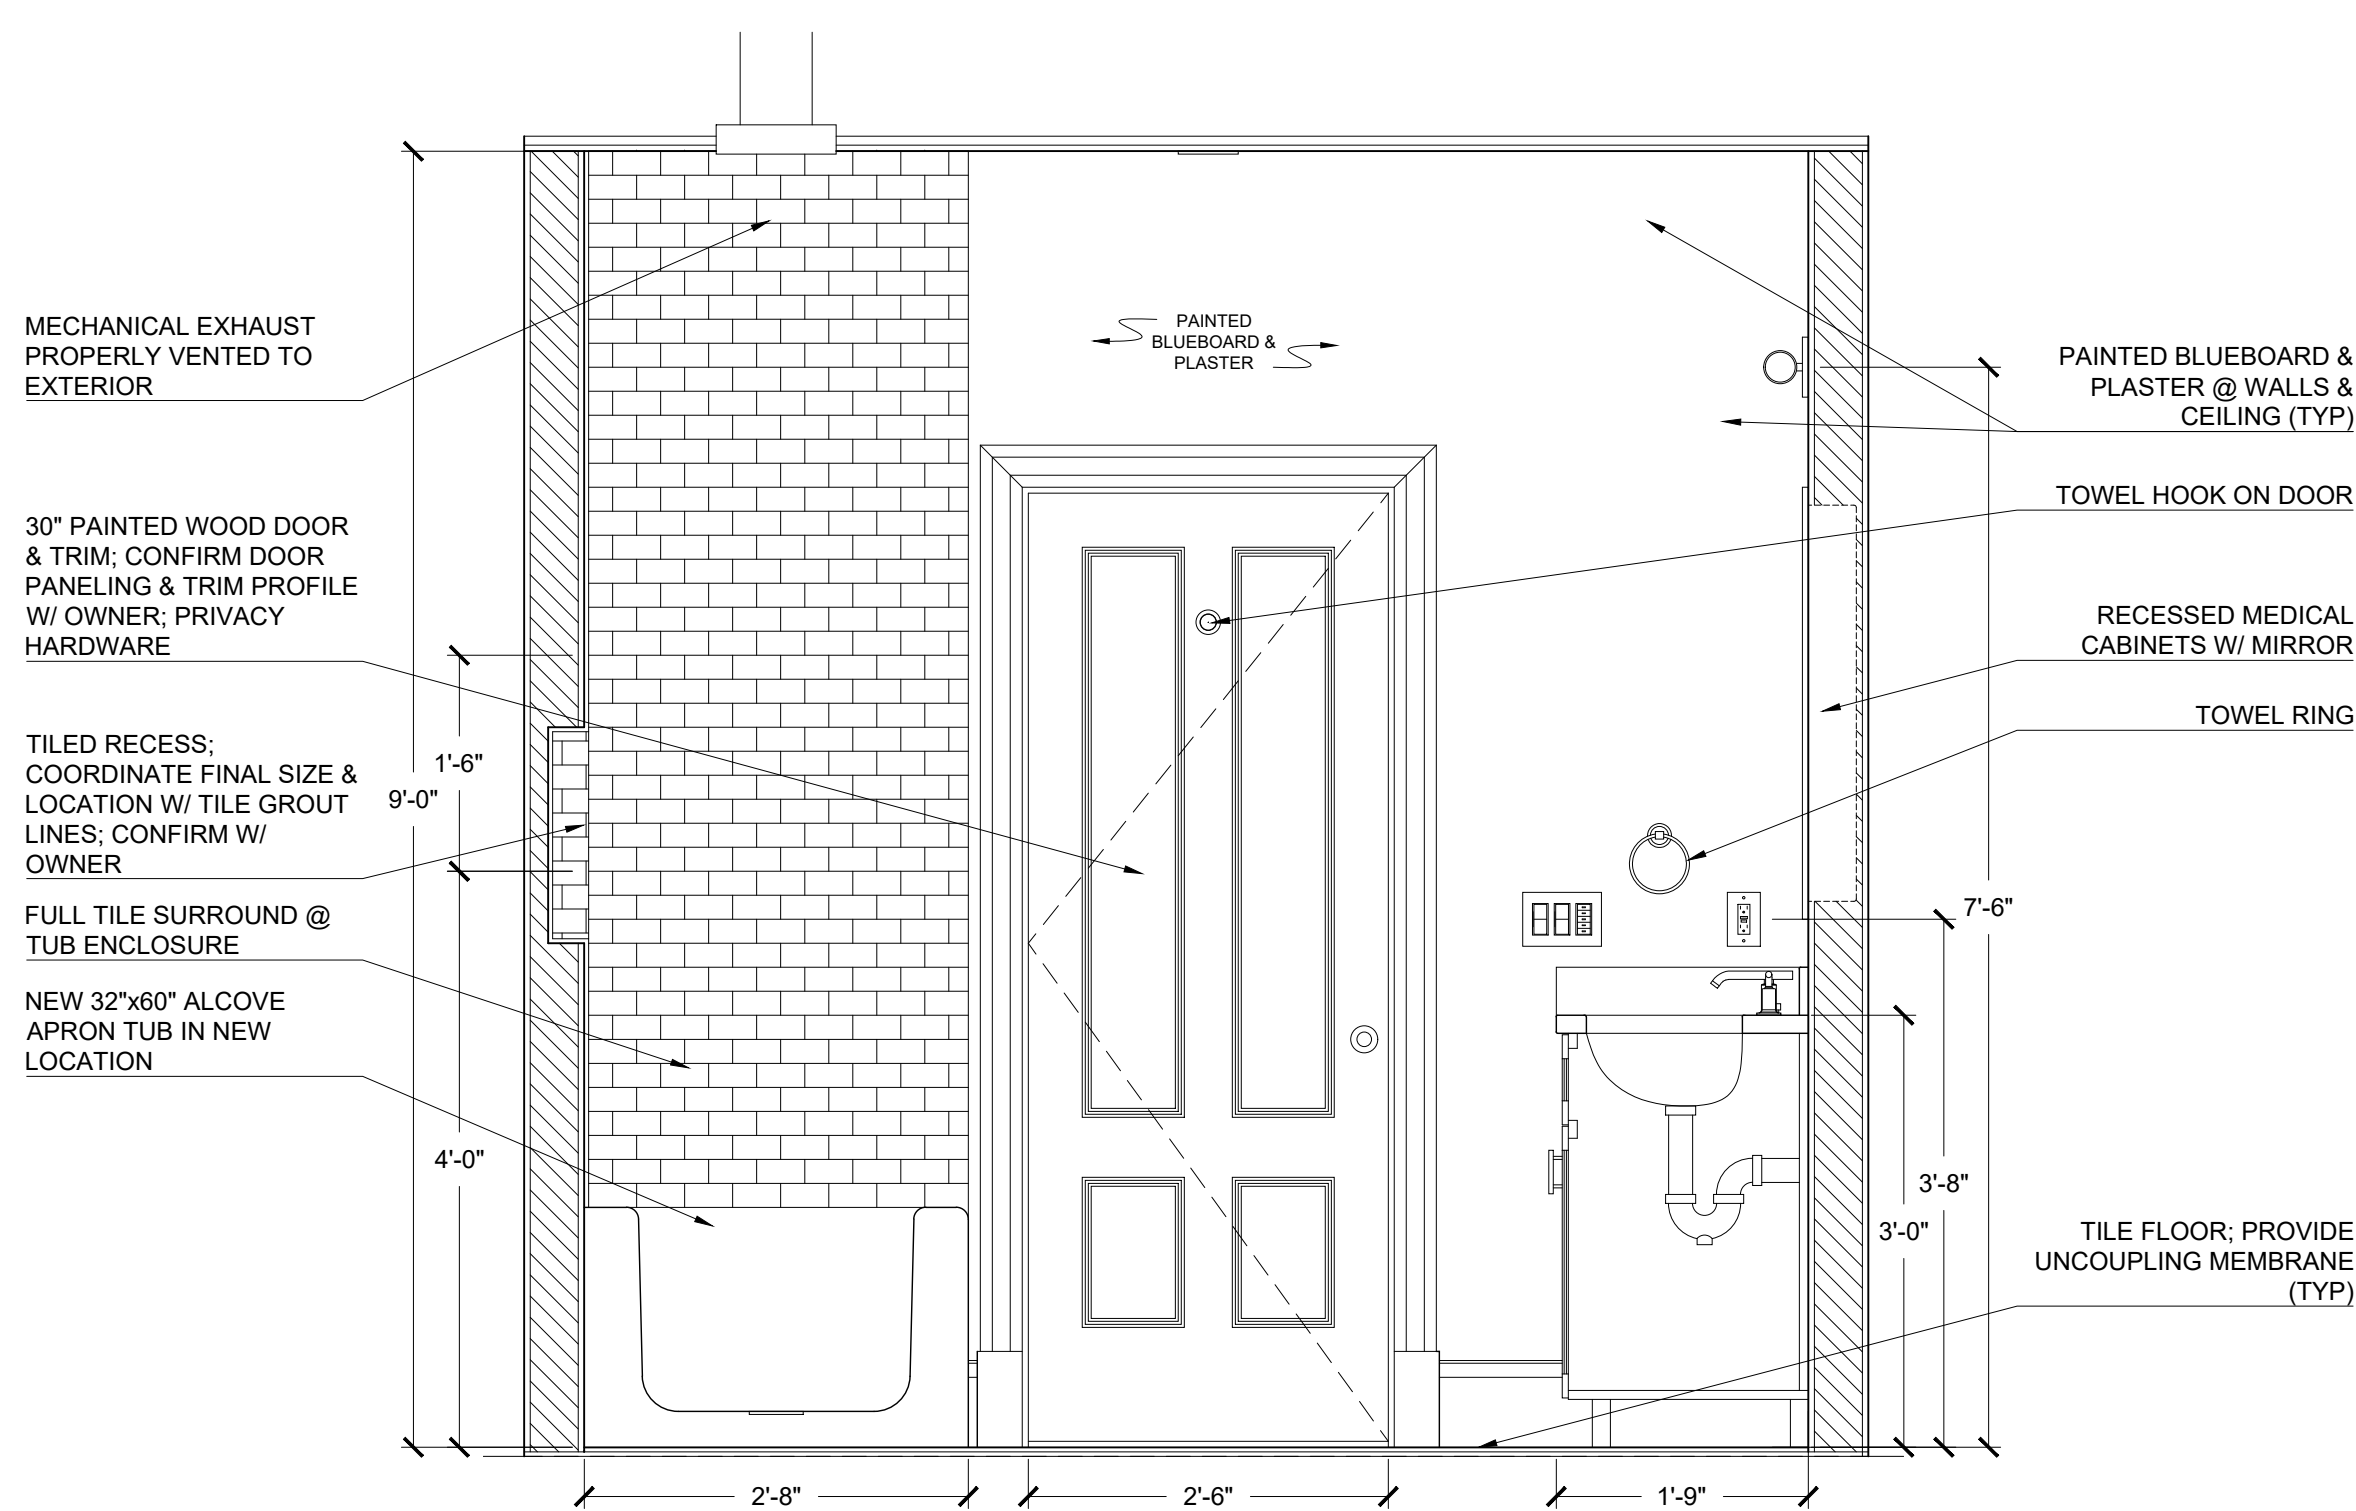 MECHANICAL EXHAUST
PROPERLY VENTED TO
EXTERIOR
30" PAINTED WOOD DOOR
& TRIM; CONFIRM DOOR
PANELING & TRIM PROFILE
W/ OWNER; PRIVACY
HARDWARE
TILED RECESS;
COORDINATE FINAL SIZE &
LOCATION W/ TILE GROUT
LINES; CONFIRM W/
OWNER
FULL TILE SURROUND @
TUB ENCLOSURE
NEW 32"x60" ALCOVE
APRON TUB IN NEW
LOCATION
9'-0"
1'-6"
4'-0"
PAINTED
BLUEBOARD &
PLASTER
PAINTED BLUEBOARD &
PLASTER @ WALLS &
CEILING (TYP)
TOWEL HOOK ON DOOR
RECESSED MEDICAL
CABINETS W/ MIRROR
TOWEL RING
7'-6"
3'-8"
3'-0"
TILE FLOOR; PROVIDE
UNCOUPLING MEMBRANE
(TYP)
2'-8"
2'-6"
1'-9"